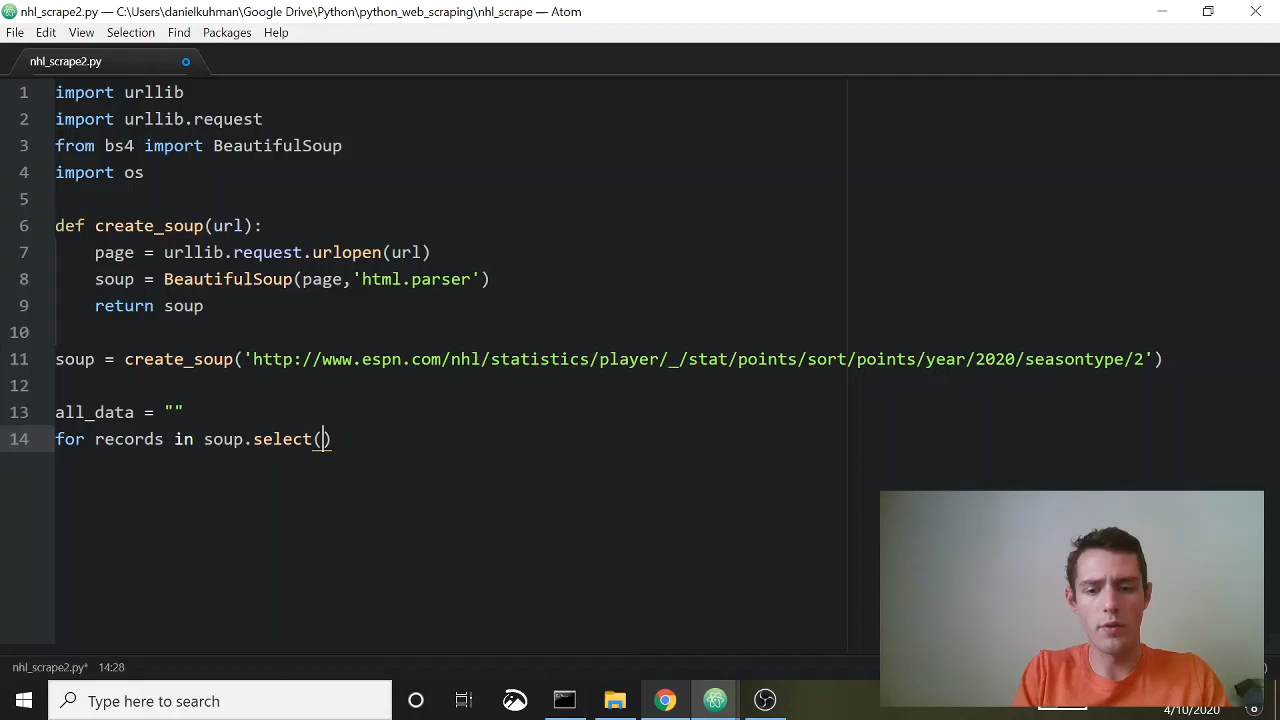 nhl_scrape2.py — C:\Users\danielkuhman\Google Drive\Python\python_web_scraping\nhl_scrape — Atom
File Edit View Selection Find Packages Help
nhl_scrape2.py
1 import urllib
2 import urllib.request
3 from bs4 import BeautifulSoup
4 import os
5
6 def create_soup(url):
7 page = urllib.request.urlopen(url)
8 soup = BeautifulSoup(page,'html.parser')
9 return soup
10
11 soup = create_soup('http://www.espn.com/nhl/statistics/player/_/stat/points/sort/points/year/2020/seasontype/2')
12
13 all_data = ""
14 for records in soup.select()
nhl_scrape2.py* 14:28
Type here to search
4/10/2020